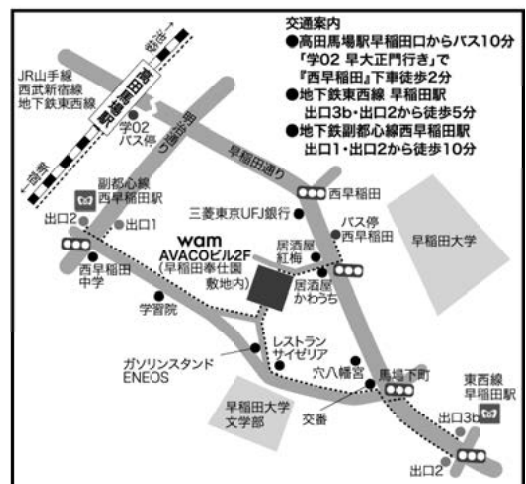 交通案内
●高田馬場駅早稲田口からバス10分
「学02 早大正門行き」で
『西早稲田』下車徒歩2分
●地下鉄東西線 早稲田駅
出口3b・出口2から徒歩5分
●地下鉄副都心線西早稲田駅
出口1・出口2から徒歩10分
池袋
JR山手線
西武新宿線
地下鉄東西線
高田馬場駅
学02
バス停
新宿
明治通り
早稲田通り
副都心線
西早稲田駅
出口2
出口1
西早稲田
三菱東京UFJ銀行
バス停
西早稲田
早稲田大学
wam
AVACOビル2F
(早稲田奉仕園
敷地内)
居酒屋
紅梅
居酒屋
かわうち
西早稲田
中学
学習院
ガソリンスタンド
ENEOS
レストラン
サイゼリア
穴八幡宮
馬場下町
交番
早稲田大学
文学部
東西線
早稲田駅
出口3b
出口2